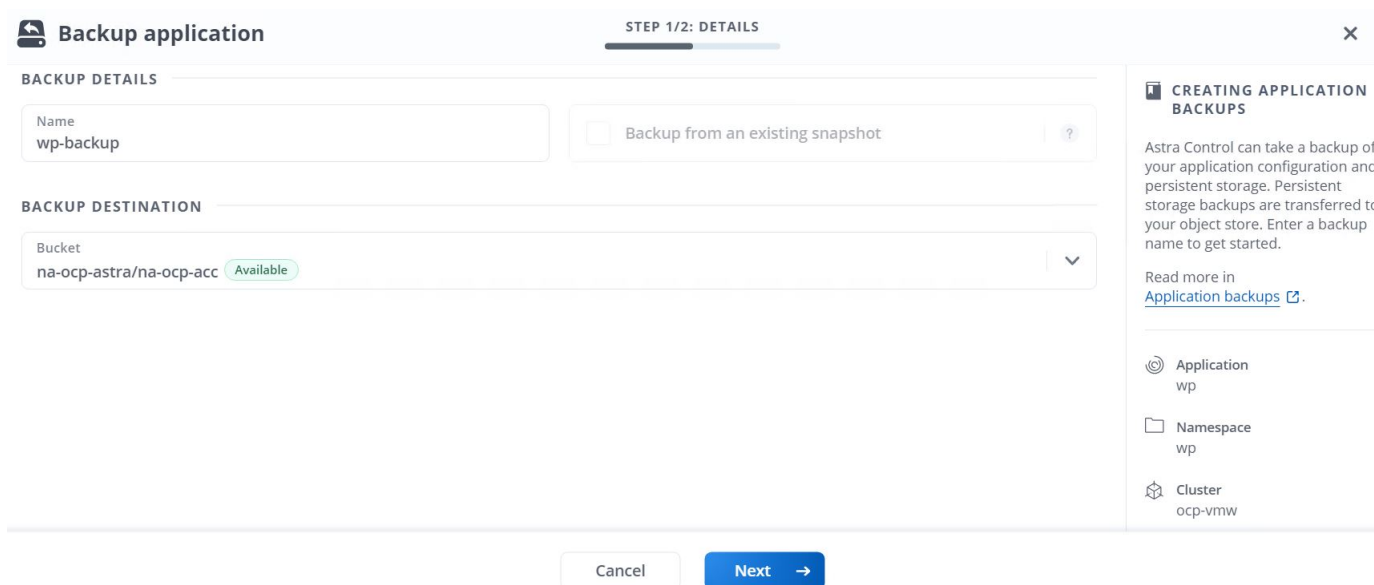 Backup application
STEP 1/2: DETAILS
BACKUP DETAILS
Name
wp-backup
Backup from an existing snapshot
?
BACKUP DESTINATION
Bucket
na-ocp-astra/na-ocp-acc Available
CREATING APPLICATION
BACKUPS
Astra Control can take a backup of
your application configuration and
persistent storage. Persistent
storage backups are transferred to
your object store. Enter a backup
name to get started.
Read more in
Application backups .
Application
wp
Namespace
wp
Cluster
ocp-vmw
Cancel
Next →